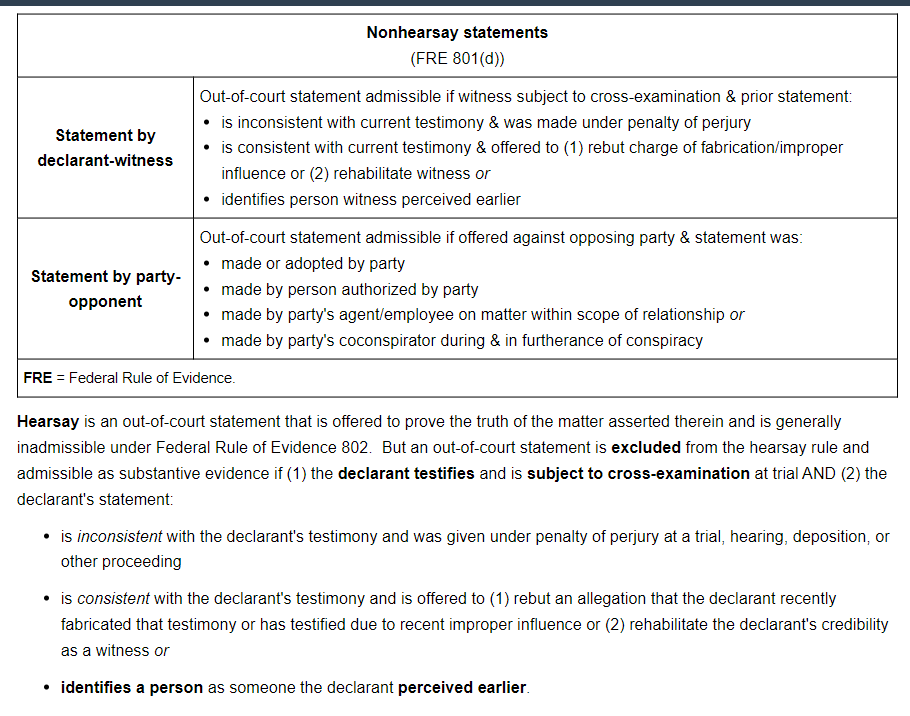 Nonhearsay statements
(FRE 801(d))
Statement by
declarant-witness
Out-of-court statement admissible if witness subject to cross-examination & prior statement:
• is inconsistent with current testimony & was made under penalty of perjury
• is consistent with current testimony & offered to (1) rebut charge of fabrication/improper
influence or (2) rehabilitate witness or
• identifies person witness perceived earlier
Statement by party-
opponent
Out-of-court statement admissible if offered against opposing party & statement was:
• made or adopted by party
• made by person authorized by party
• made by party's agent/employee on matter within scope of relationship or
• made by party's coconspirator during & in furtherance of conspiracy
FRE = Federal Rule of Evidence.
Hearsay is an out-of-court statement that is offered to prove the truth of the matter asserted therein and is generally
inadmissible under Federal Rule of Evidence 802. But an out-of-court statement is excluded from the hearsay rule and
admissible as substantive evidence if (1) the declarant testifies and is subject to cross-examination at trial AND (2) the
declarant's statement:
• is inconsistent with the declarant's testimony and was given under penalty of perjury at a trial, hearing, deposition, or
other proceeding
• is consistent with the declarant's testimony and is offered to (1) rebut an allegation that the declarant recently
fabricated that testimony or has testified due to recent improper influence or (2) rehabilitate the declarant's credibility
as a witness or
• identifies a person as someone the declarant perceived earlier.